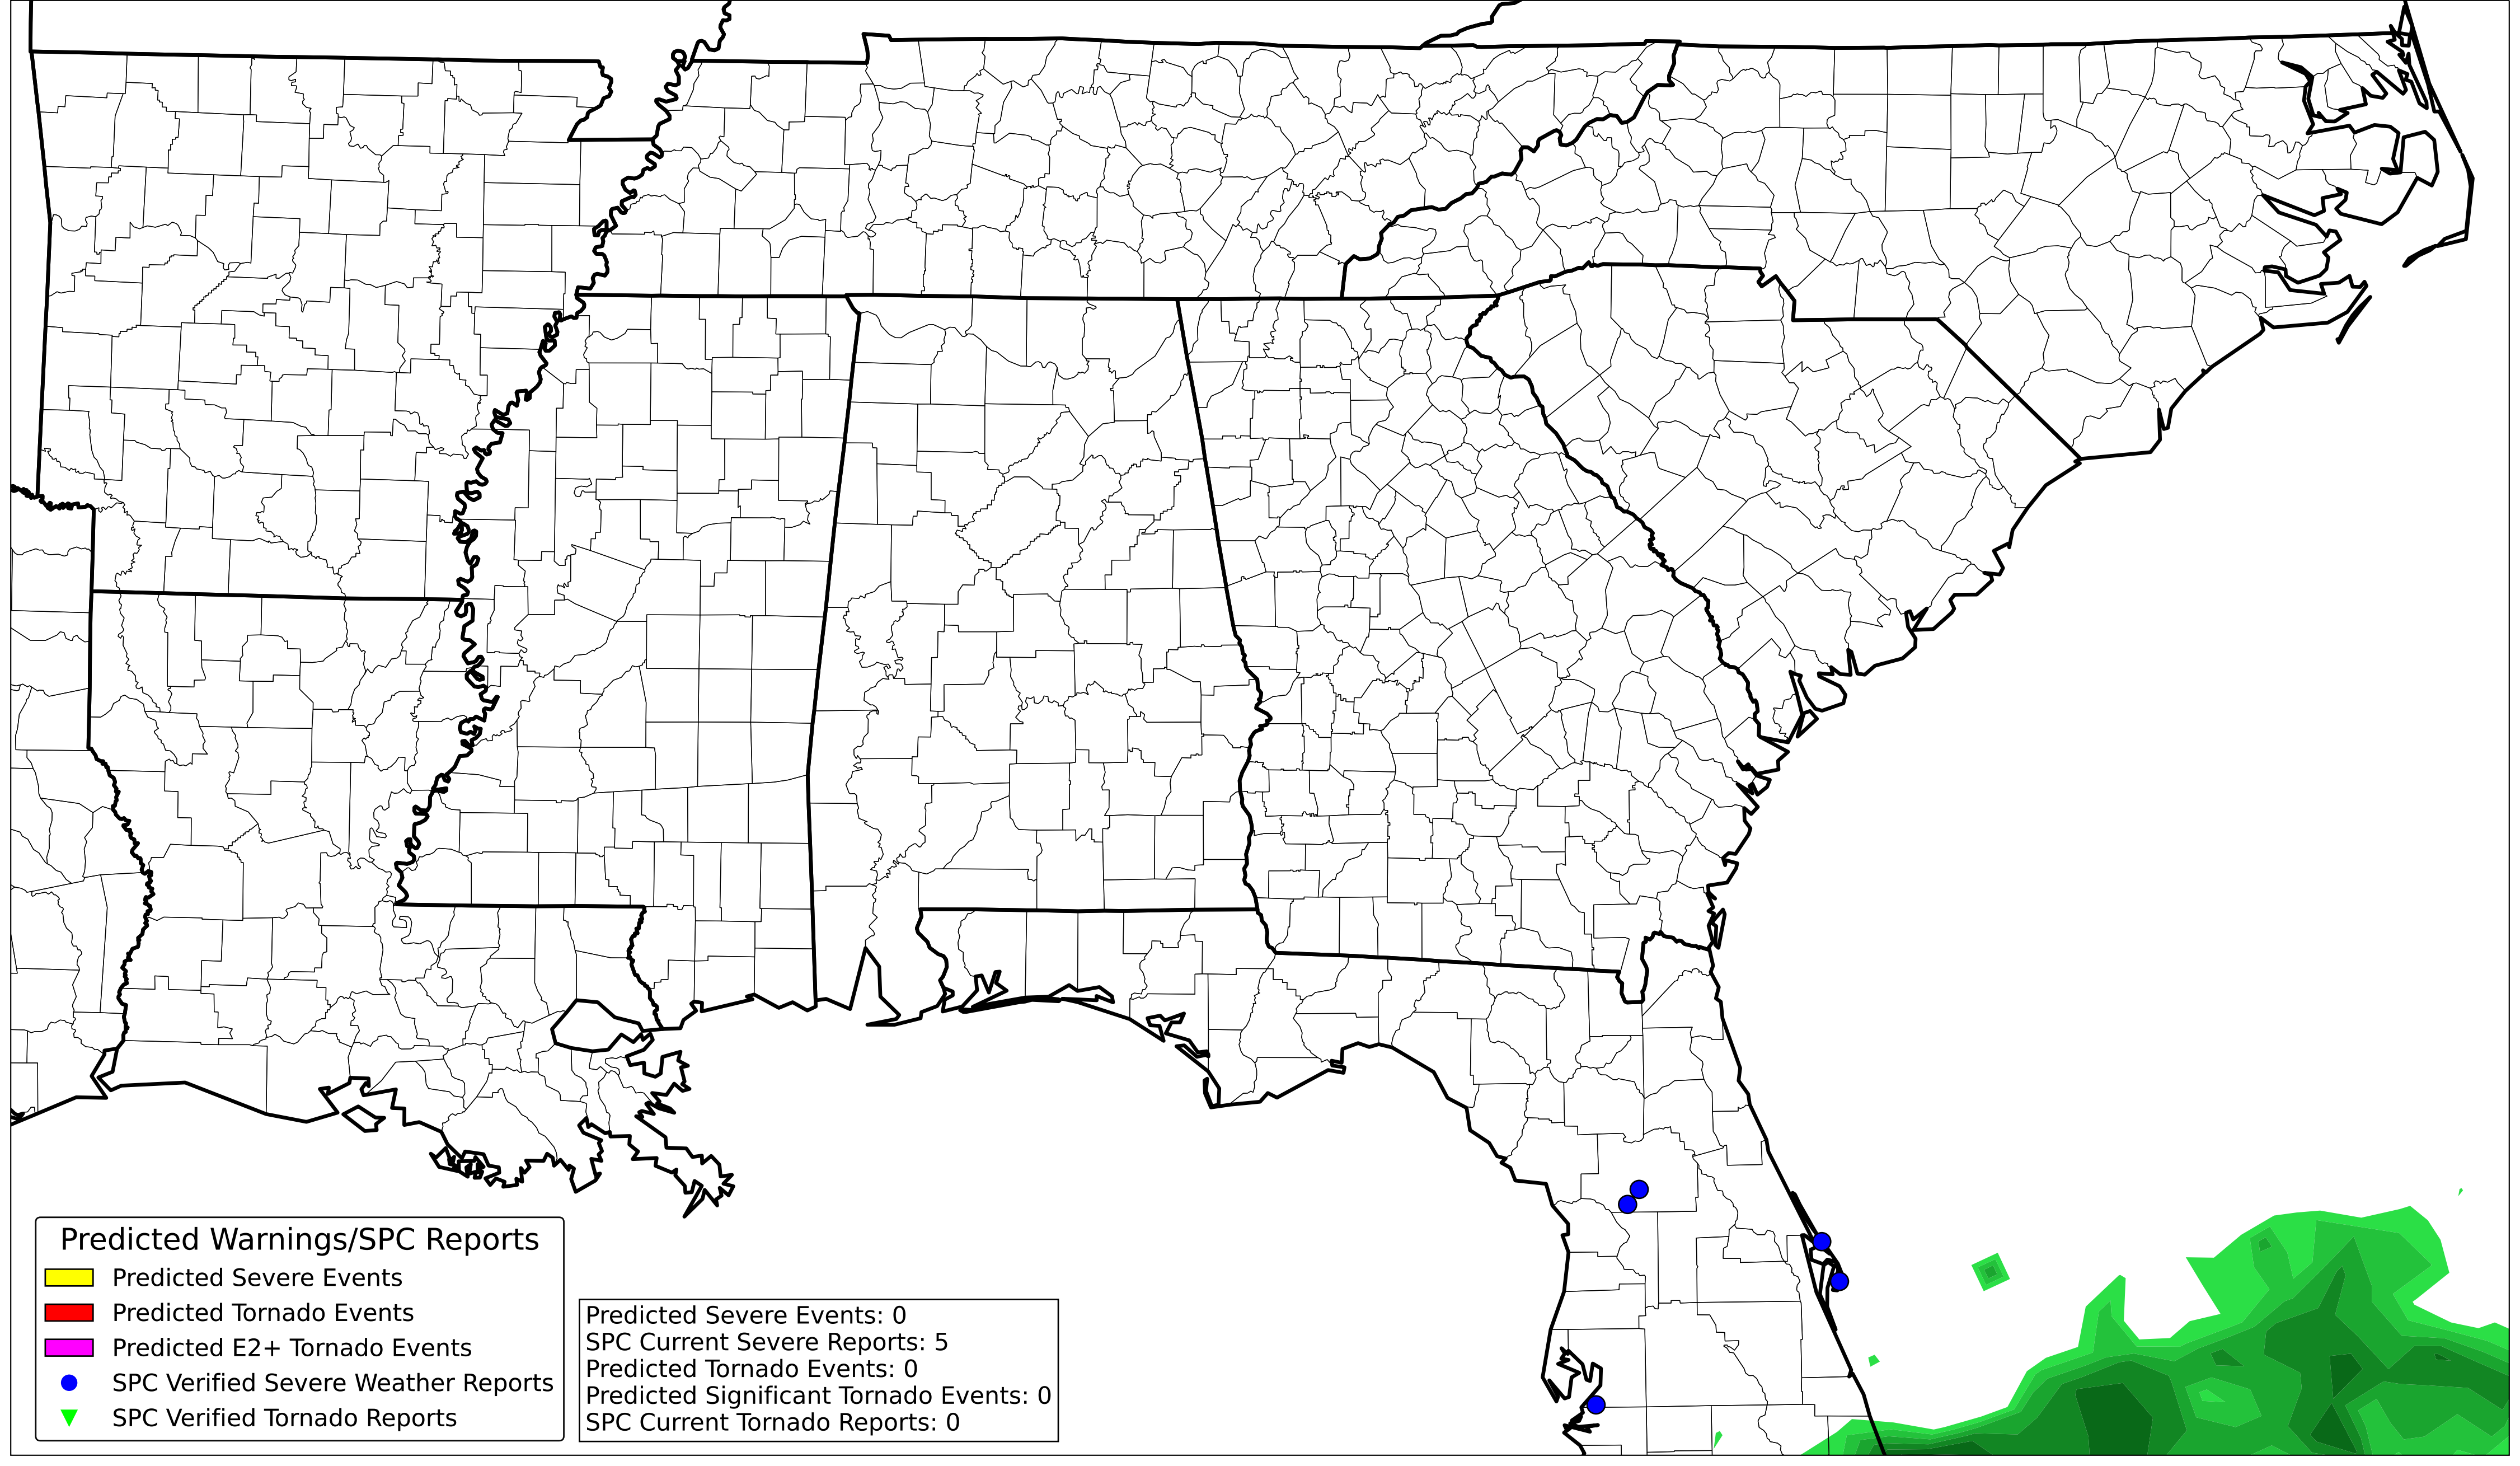 Predicted Warnings/SPC Reports
Predicted Severe Events
Predicted Tornado Events
Predicted E2+ Tornado Events
SPC Verified Severe Weather Reports
SPC Verified Tornado Reports
Predicted Severe Events: 0
SPC Current Severe Reports: 5
Predicted Tornado Events: 0
Predicted Significant Tornado Events: 0
SPC Current Tornado Reports: 0